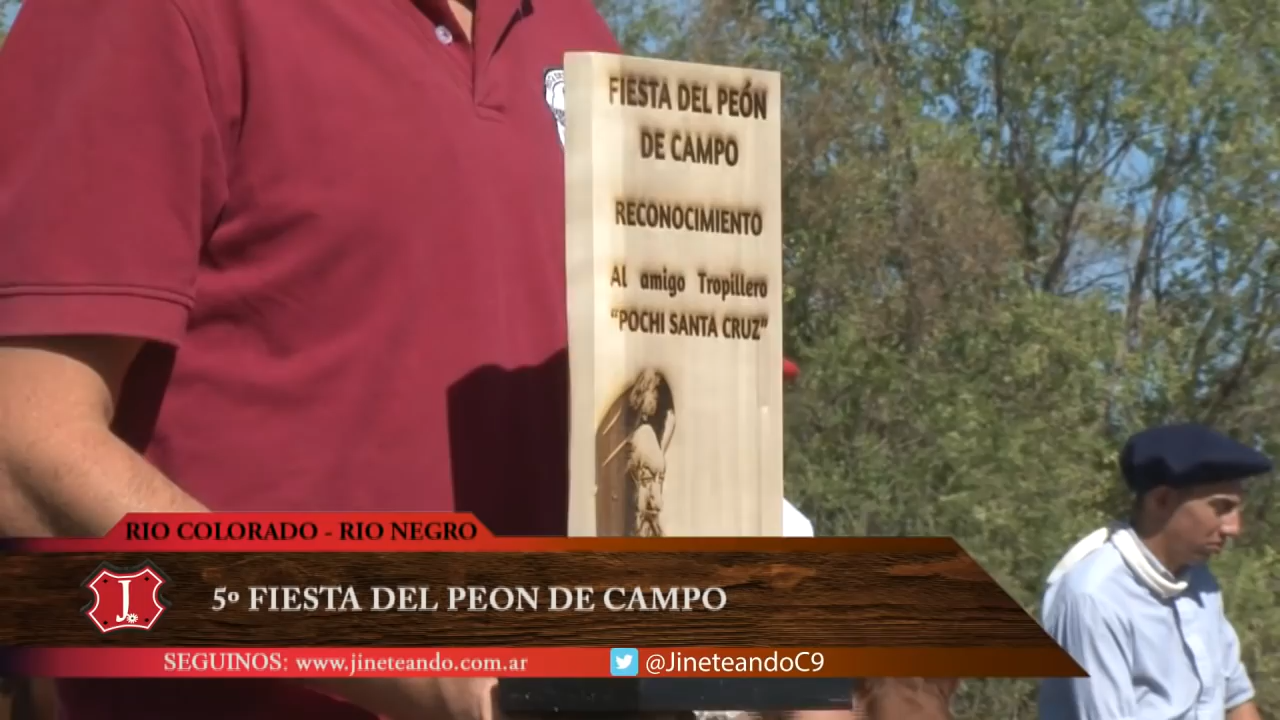 FIESTA DEL PEÓN
DE CAMPO
RECONOCIMIENTO
Al amigo Tropillero
"POCHI SANTA CRUZ"
RIO COLORADO - RIO NEGRO
J
5º FIESTA DEL PEON DE CAMPO
SEGUINOS: www.jineteando.com.ar
@JineteandoC9